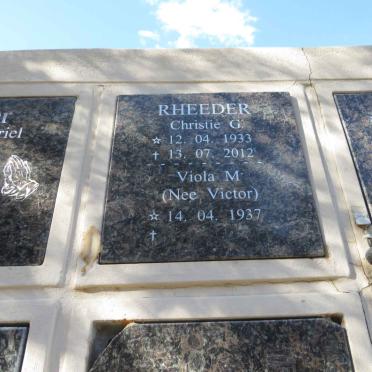 RHEEDER
Christie G.
☆ 12. 04. 1933
† 13. 07. 2012
- - - - - - - -
Viola M
(Nee Victor)
☆ 14. 04. 1937
†